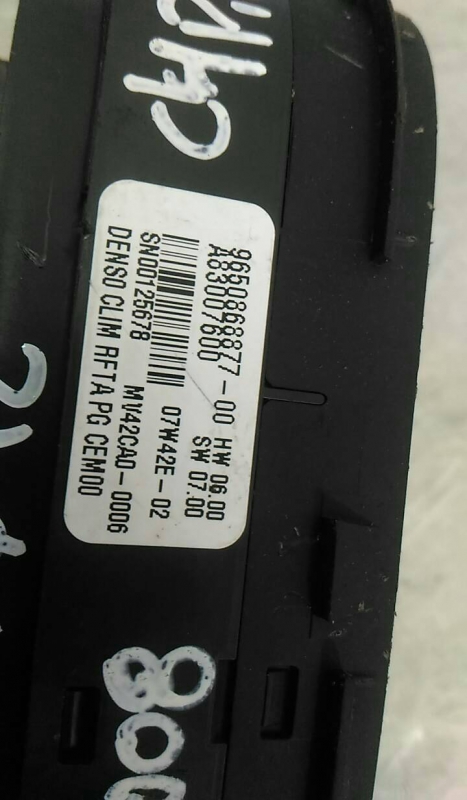 9650868877-00 HW 06.00
A83007600 SW 07.00
07W42E-02
SN00125678 MW42CA0-0006
DENSO CLIM RFTA PG CEM00
800